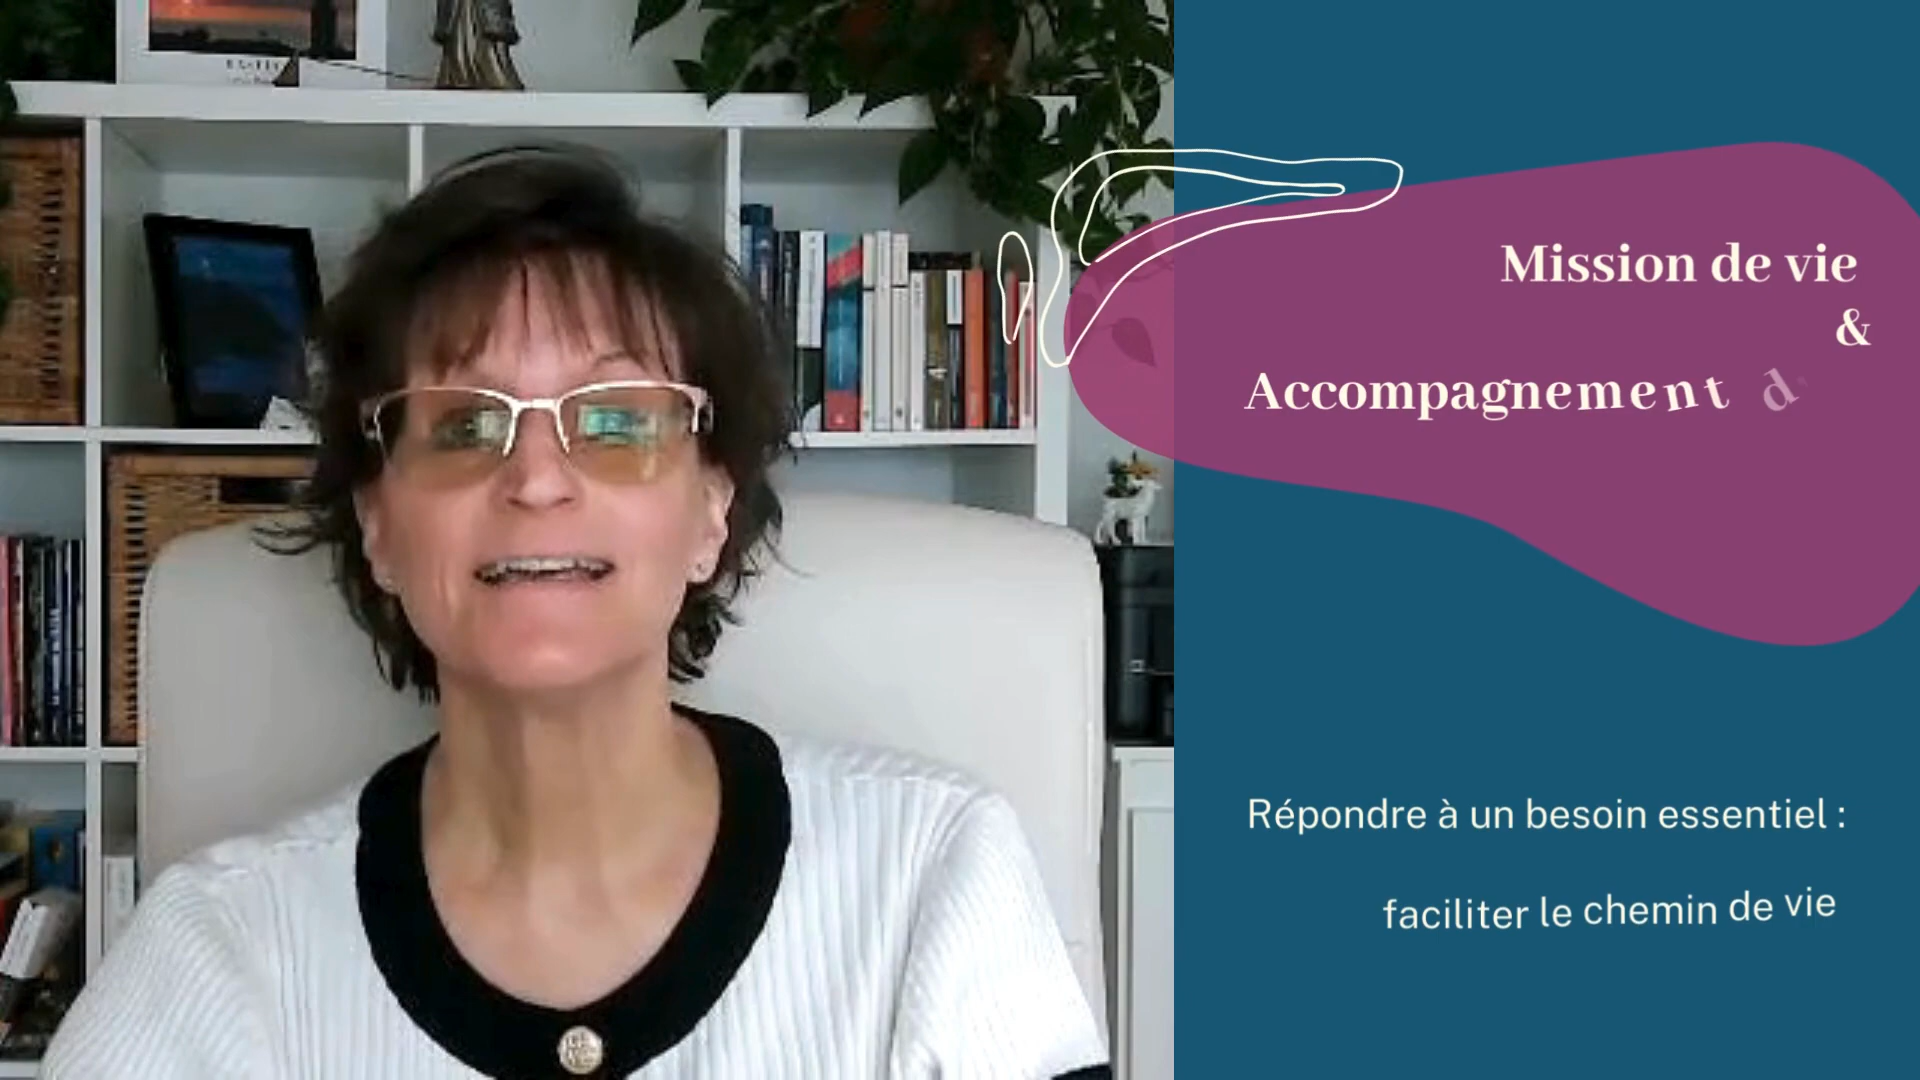 Mission de vie
&
Accompagnement d
Répondre à un besoin essentiel :
faciliter le chemin de vie